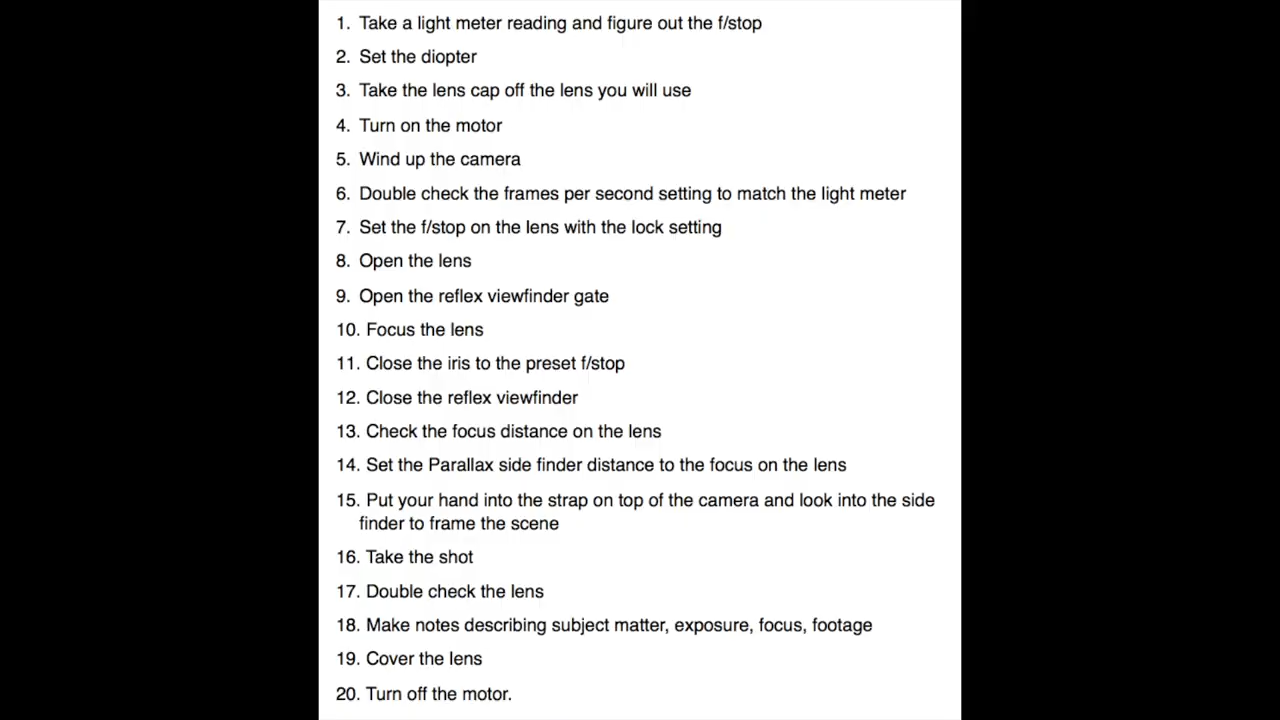 1. Take a light meter reading and figure out the f/stop
2. Set the diopter
3. Take the lens cap off the lens you will use
4. Turn on the motor
5. Wind up the camera
6. Double check the frames per second setting to match the light meter
7. Set the f/stop on the lens with the lock setting
8. Open the lens
9. Open the reflex viewfinder gate
10. Focus the lens
11. Close the iris to the preset f/stop
12. Close the reflex viewfinder
13. Check the focus distance on the lens
14. Set the Parallax side finder distance to the focus on the lens
15. Put your hand into the strap on top of the camera and look into the side
finder to frame the scene
16. Take the shot
17. Double check the lens
18. Make notes describing subject matter, exposure, focus, footage
19. Cover the lens
20. Turn off the motor.